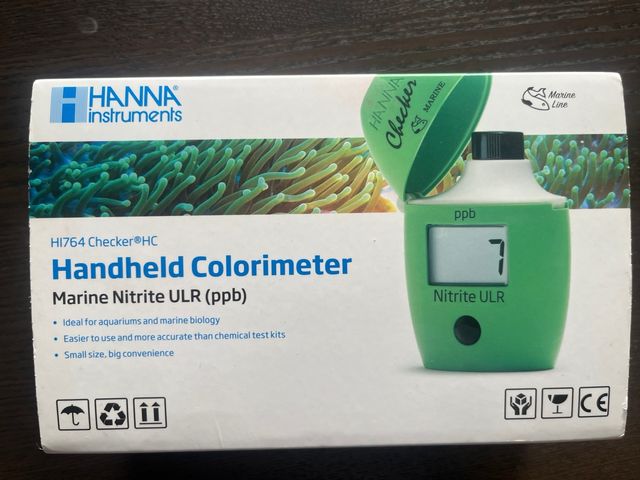 HANNA®
instruments
Marine
Line
HANNA
Checker
MARINE
HI764 Checker®HC
Handheld Colorimeter
Marine Nitrite ULR (ppb)
• Ideal for aquariums and marine biology
• Easier to use and more accurate than chemical test kits
• Small size, big convenience
ppb
7
Nitrite ULR
CE